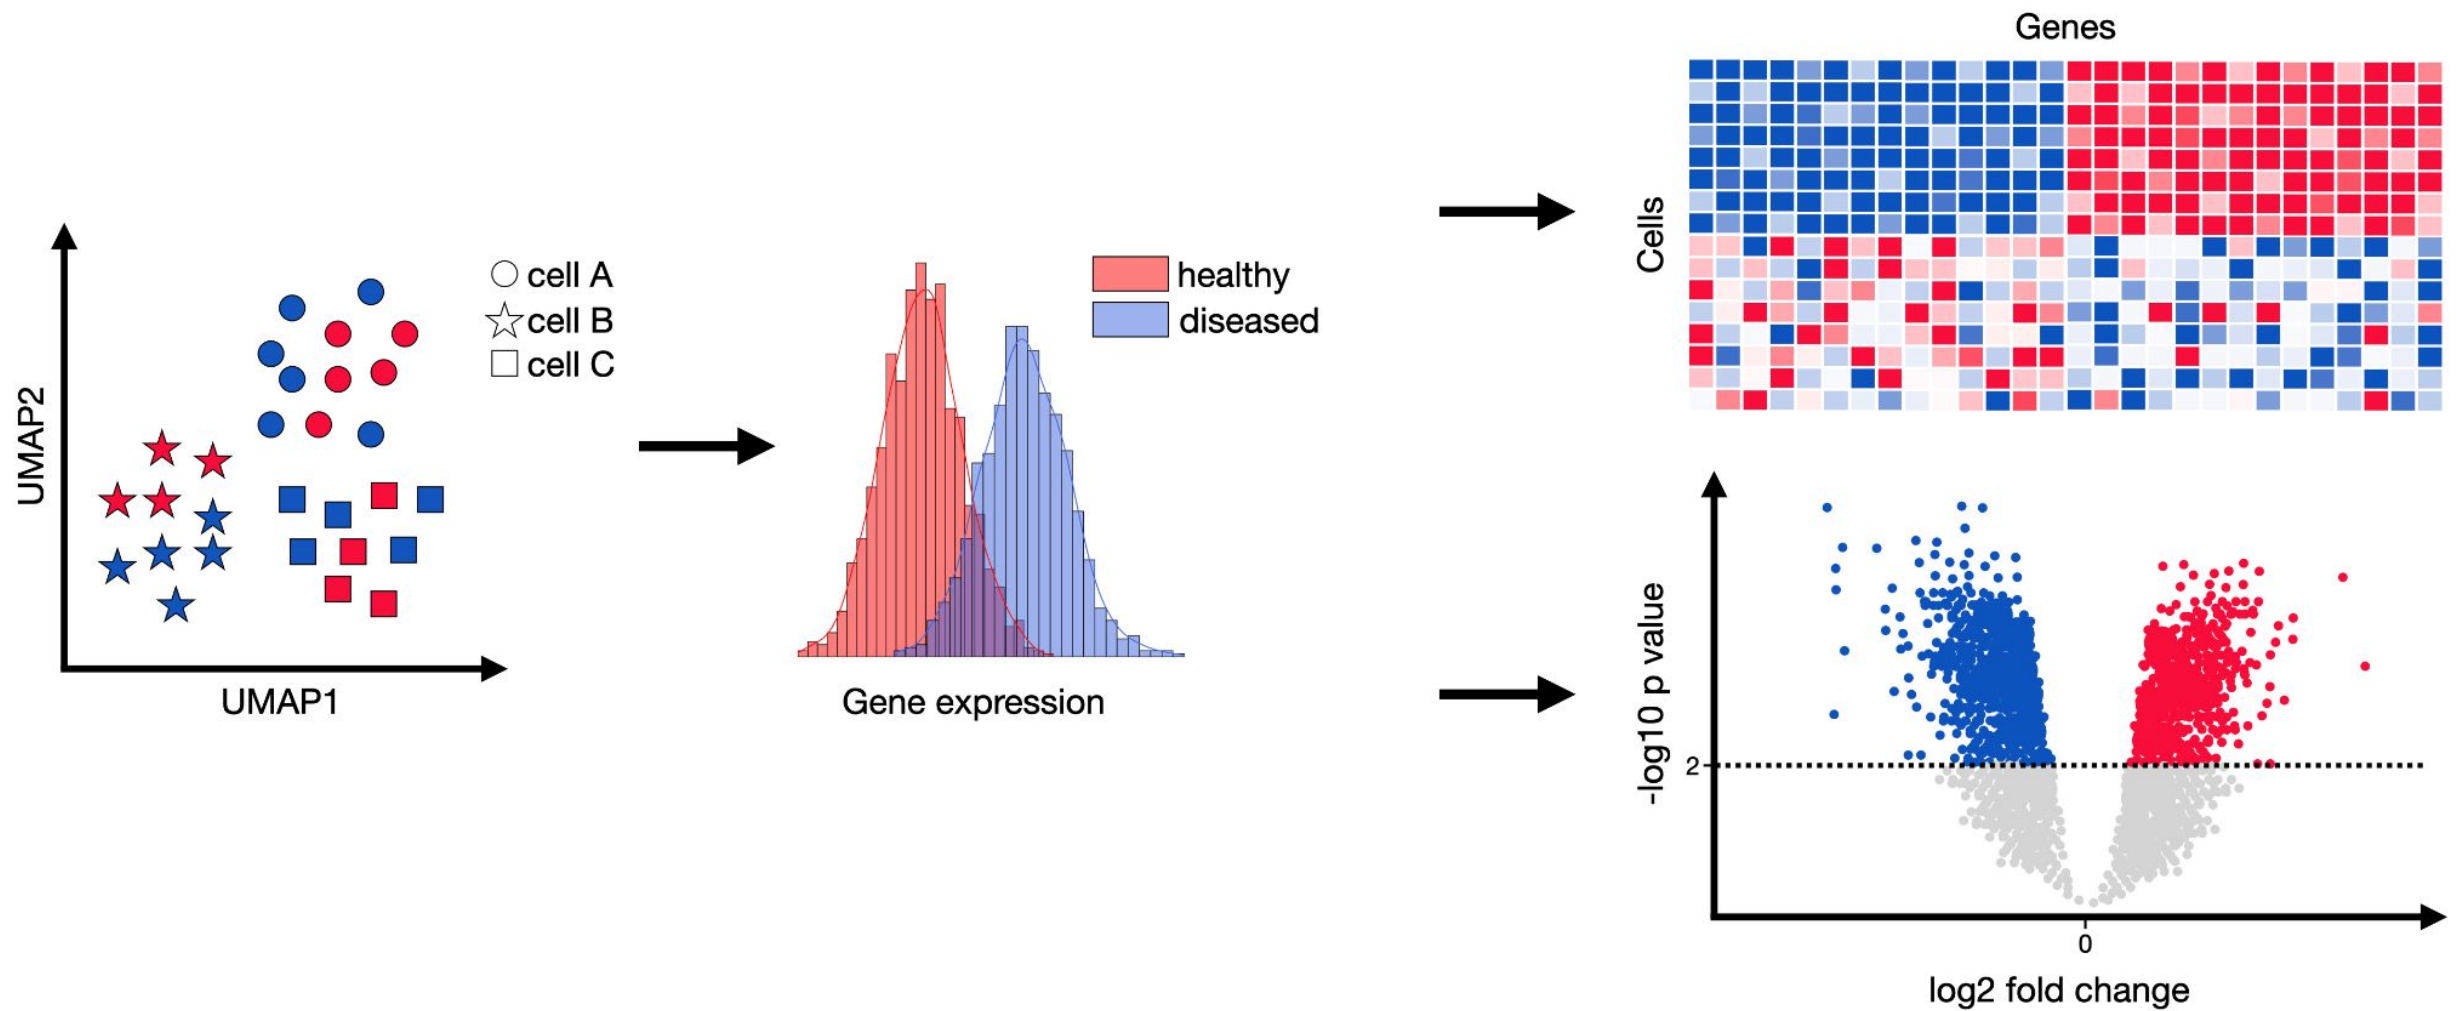 UMAP2
UMAP1
cell A
cell B
cell C
healthy
diseased
Gene expression
Genes
Cells
-log10 p value
2
0
log2 fold change